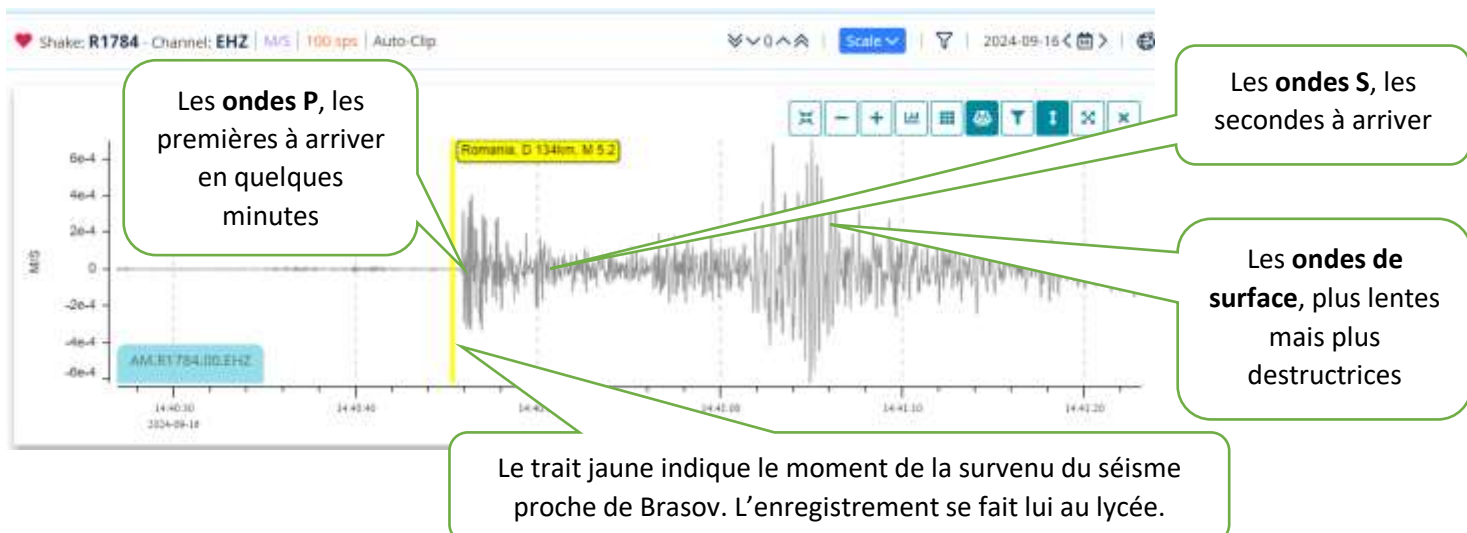 Shake: R1784 - Channel: EHZ | M/S | 100 sps | Auto-Clip
0 | Scale | 2024-09-16
Les ondes P, les
premières à arriver
en quelques
minutes
Les ondes S, les
secondes à arriver
Romania, D 134km, M 5.2
6e-4
4e-4
2e-4
0
-2e-4
-4e-4
-6e-4
M/S
Les ondes de
surface, plus lentes
mais plus
destructrices
AM.R1784.00.EHZ
14:40:30
2024-09-16
14:40:40
14:40
14:41:00
14:41:10
14:41:20
Le trait jaune indique le moment de la survenu du séisme
proche de Brasov. L’enregistrement se fait lui au lycée.